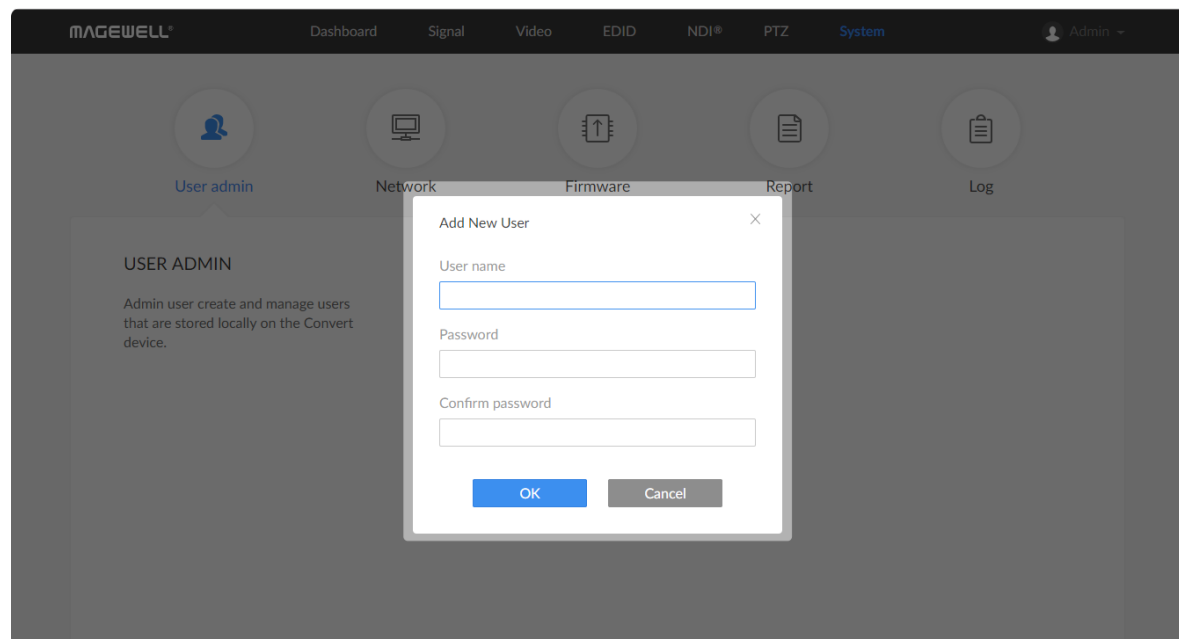 MAGEWELL®
Dashboard
Signal
Video
EDID
NDI®
PTZ
System
Admin
User admin
Network
Firmware
Report
Log
USER ADMIN
Admin user create and manage users
that are stored locally on the Convert
device.
Add New User
User name
Password
Confirm password
OK
Cancel